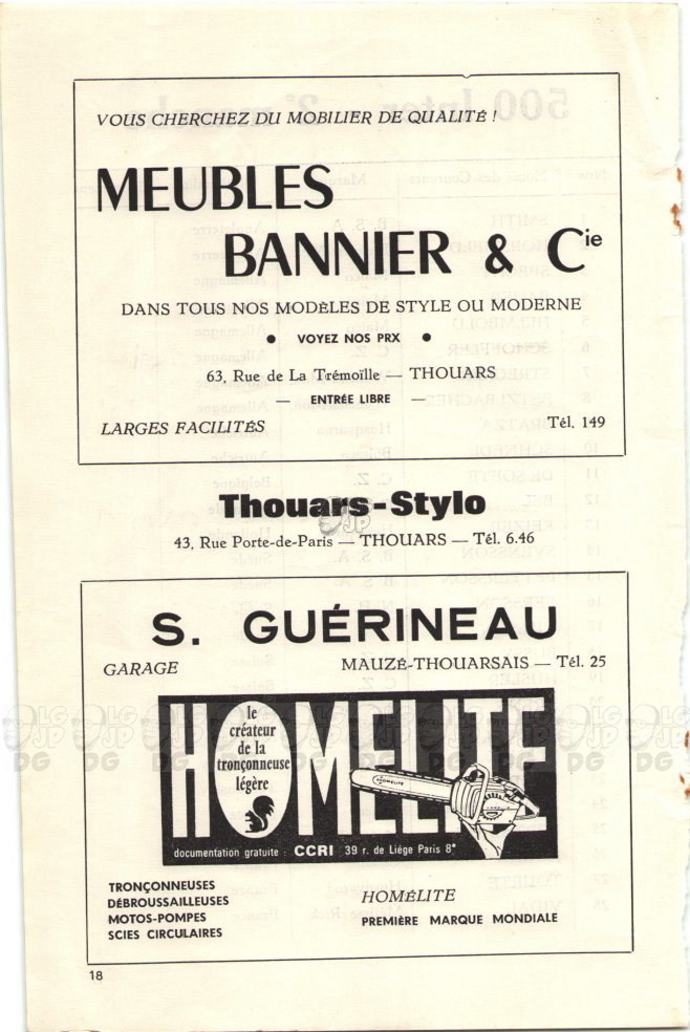 VOUS CHERCHEZ DU MOBILIER DE QUALITÉ !
MEUBLES
BANNIER & Cie
DANS TOUS NOS MODÈLES DE STYLE OU MODERNE
● VOYEZ NOS PRX ●
63, Rue de La Trémoïlle — THOUARS
— ENTRÉE LIBRE —
LARGES FACILITÉS Tél. 149
Thouars-Stylo
43, Rue Porte-de-Paris — THOUARS — Tél. 6.46
S. GUÉRINEAU
GARAGE MAUZÉ-THOUARSAIS — Tél. 25
HOMELITE
le
créateur
de la
tronçonneuse
légère
HOMELITE
documentation gratuite : CCRI 39 r. de Liége Paris 8e
TRONÇONNEUSES
DÉBROUSSAILLEUSES
MOTOS-POMPES
SCIES CIRCULAIRES
HOMÉLITE
PREMIÈRE MARQUE MONDIALE
18